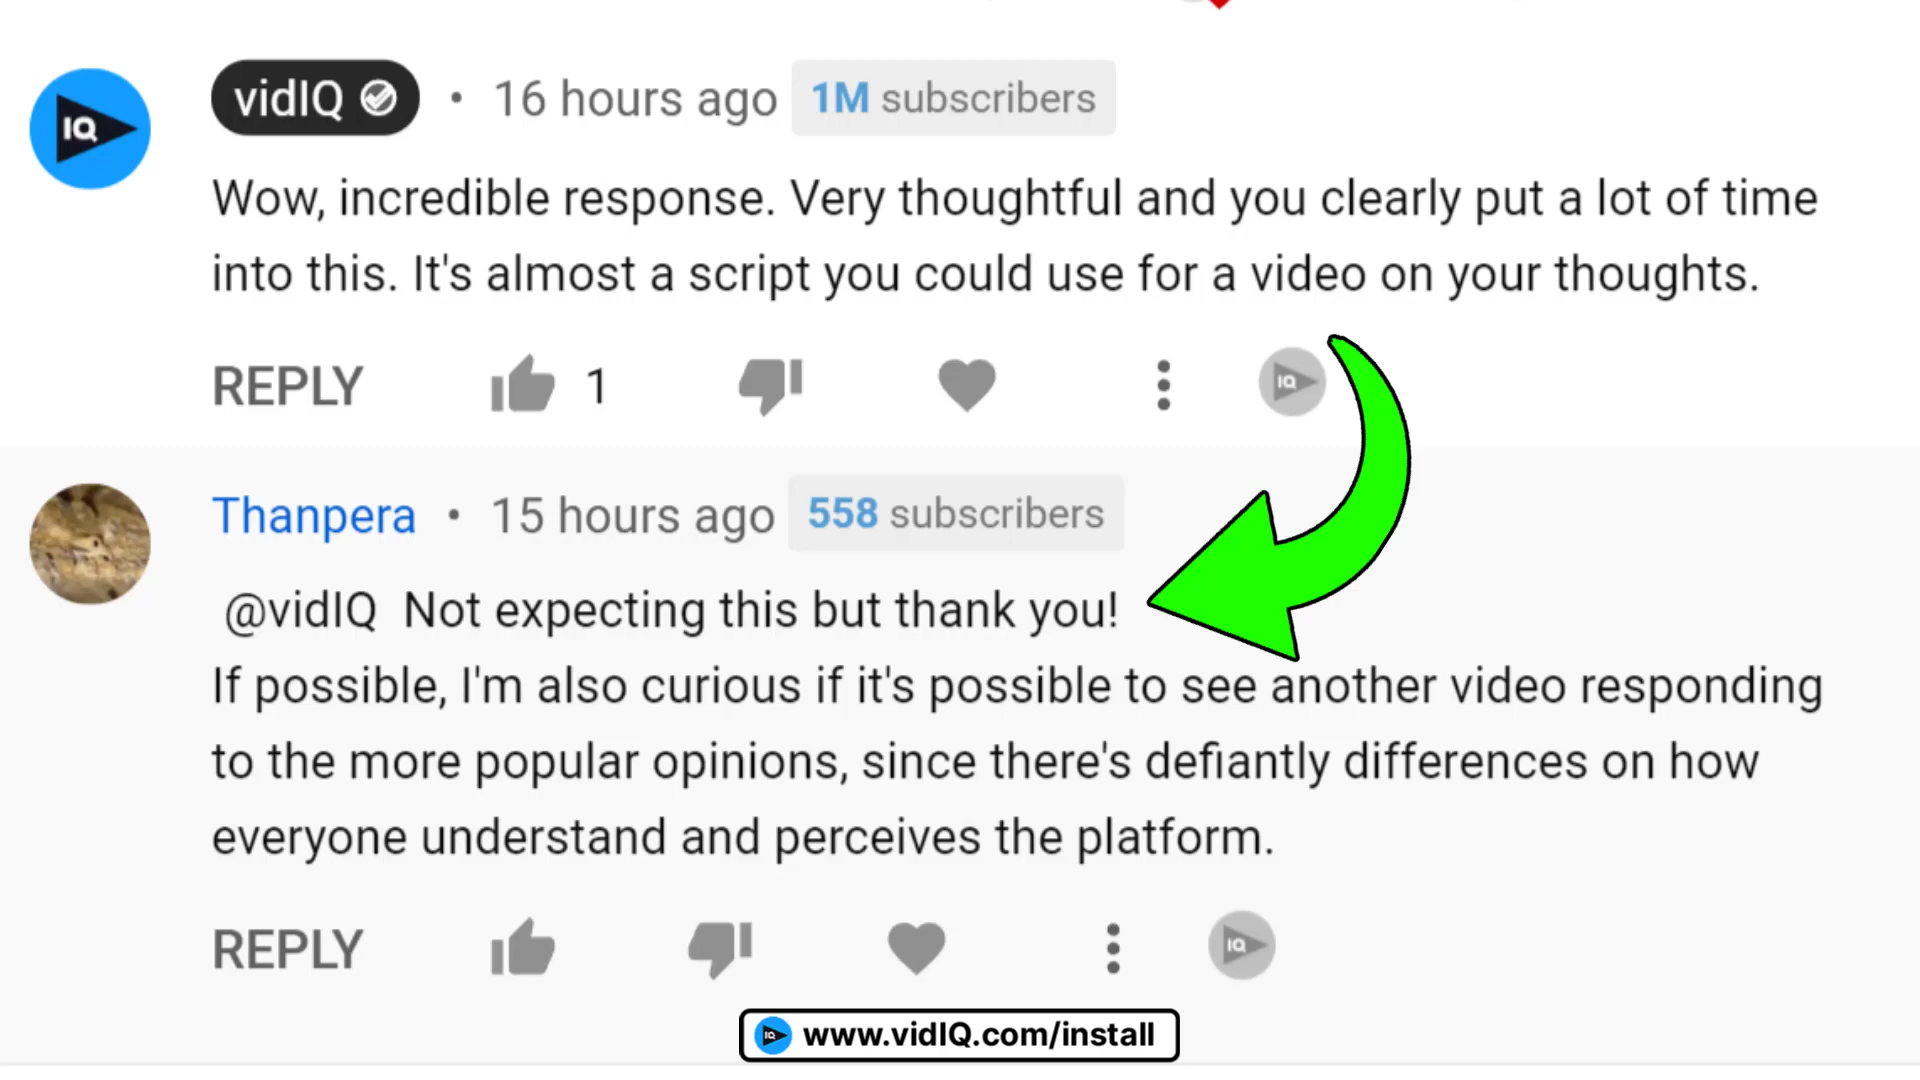 IQ vidIQ • 16 hours ago 1M subscribers
Wow, incredible response. Very thoughtful and you clearly put a lot of time
into this. It's almost a script you could use for a video on your thoughts.
REPLY 1 IQ
Thanpera • 15 hours ago 558 subscribers
@vidIQ Not expecting this but thank you!
If possible, I'm also curious if it's possible to see another video responding
to the more popular opinions, since there's defiantly differences on how
everyone understand and perceives the platform.
REPLY IQ
IQ www.vidIQ.com/install